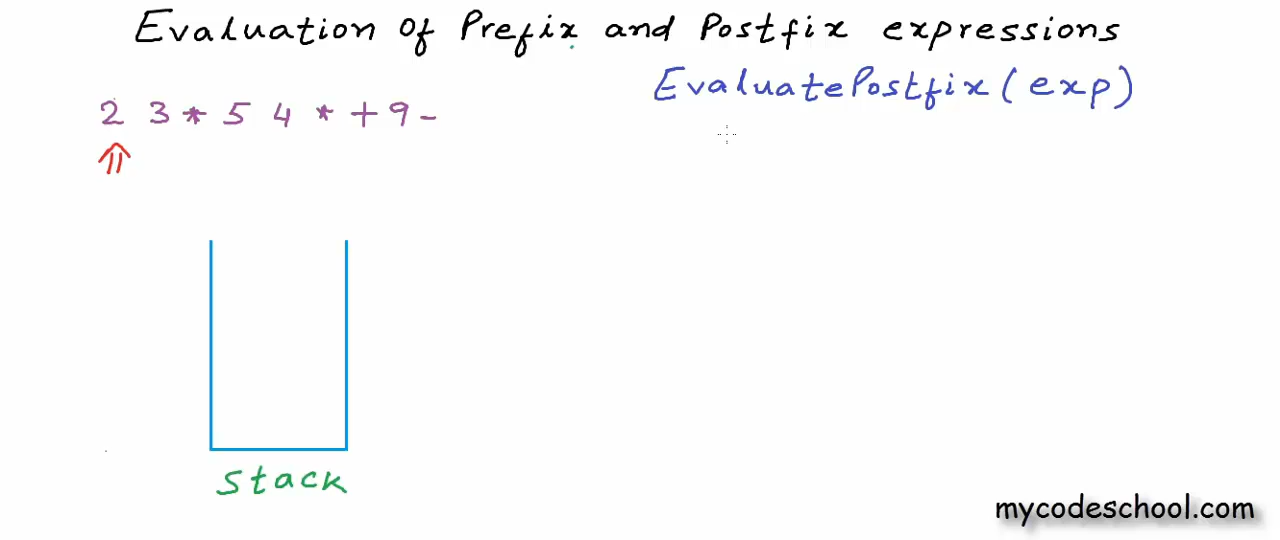 Evaluation of Prefix and Postfix expressions
EvaluatePostfix(exp)
2 3 * 5 4 * + 9 -
Stack
mycodeschool.com